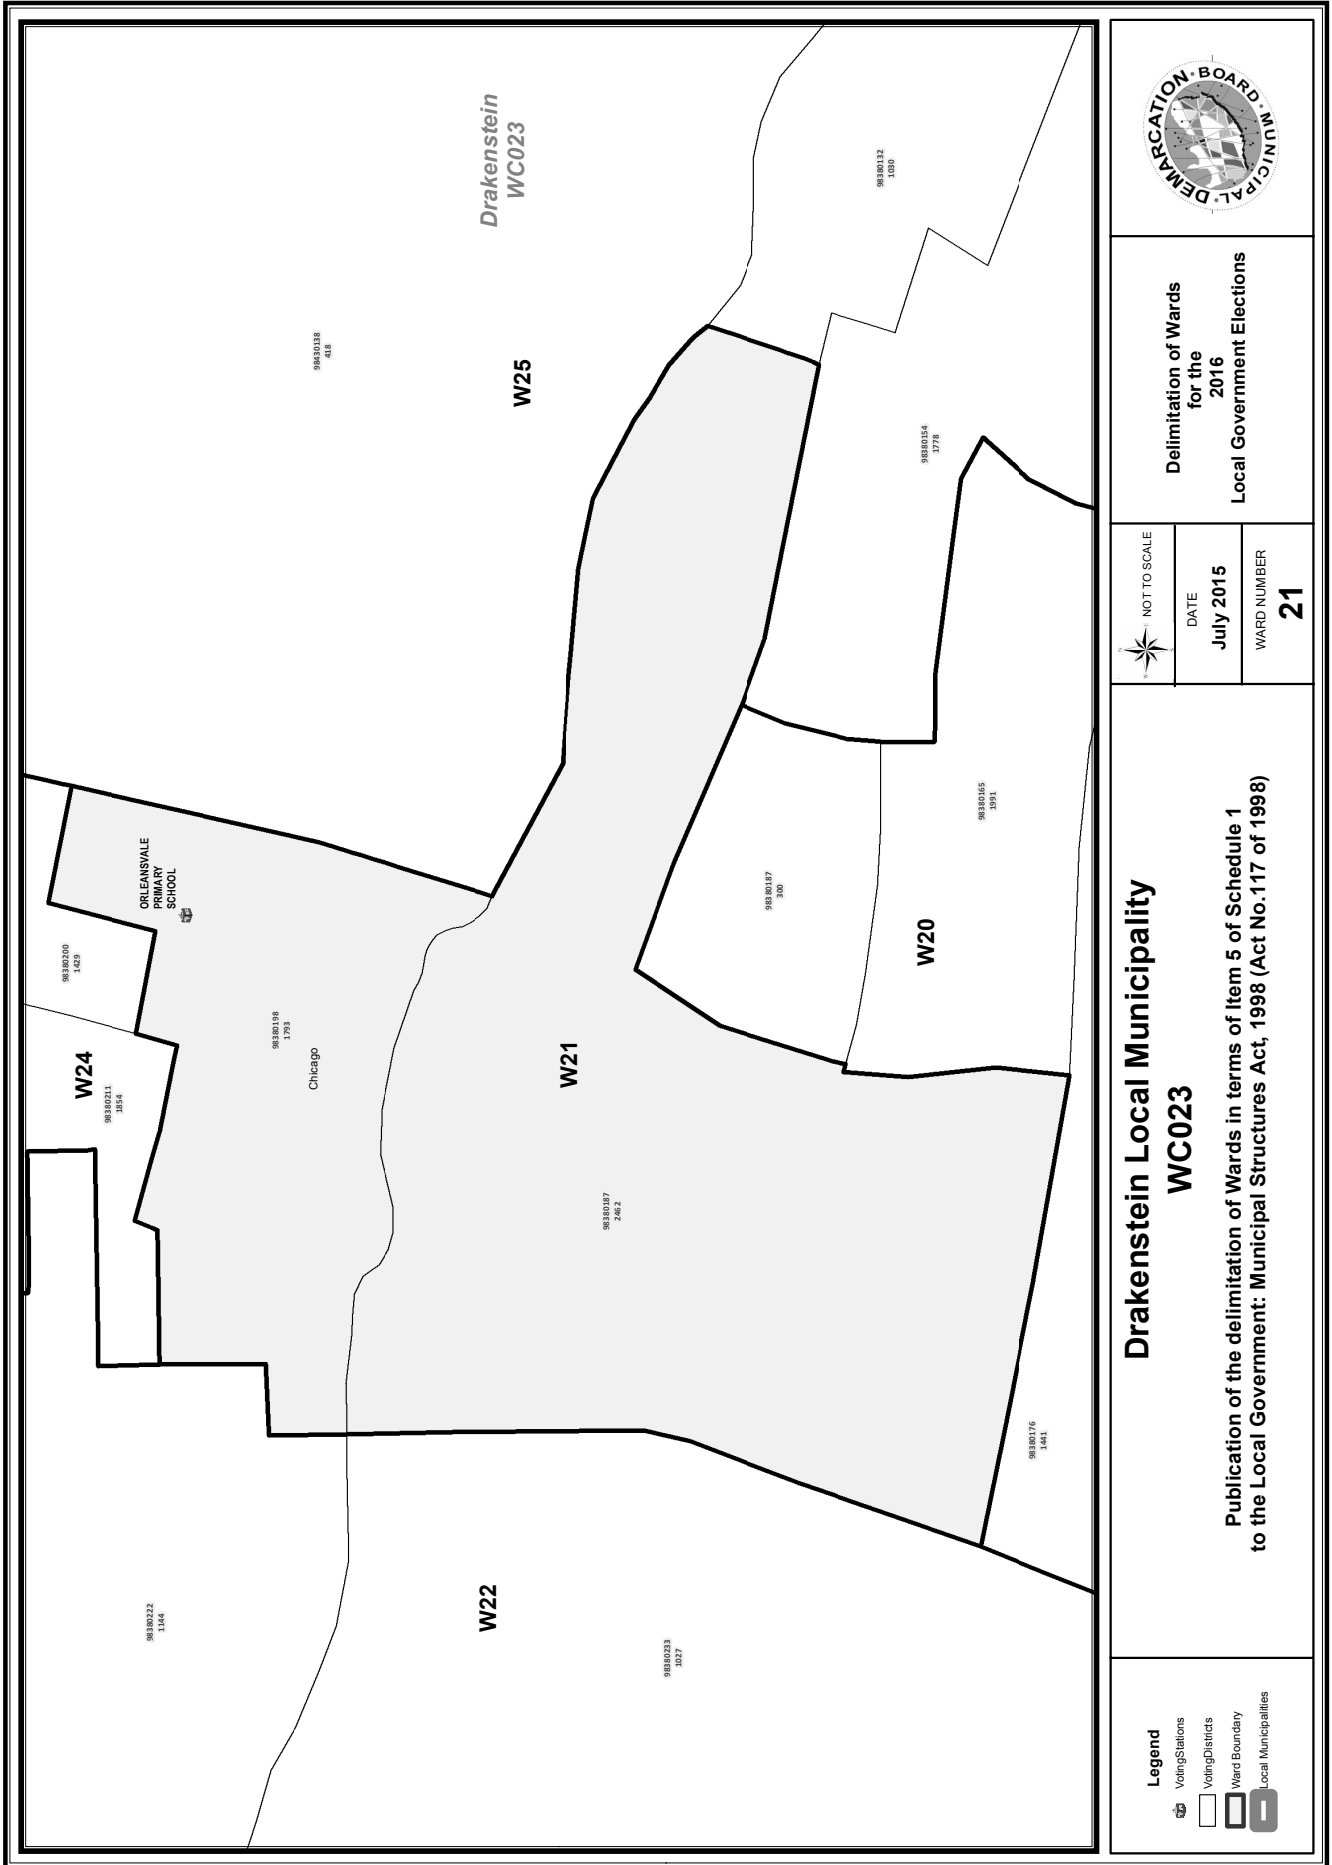 Drakenstein
WC023
98430138
418
98380132
1030
W25
98380154
1778
ORLEANSVALE
PRIMARY
SCHOOL
98380200
1429
98380198
1793
Chicago
W24
98380211
1854
W21
98380187
300
98380165
1991
W20
98380187
2462
98380176
1441
W22
98380222
1144
98380233
1027
Legend
VotingStations
VotingDistricts
Ward Boundary
Local Municipalities
Drakenstein Local Municipality
WC023
Publication of the delimitation of Wards in terms of Item 5 of Schedule 1
to the Local Government: Municipal Structures Act, 1998 (Act No.117 of 1998)
N
E
S
W
NOT TO SCALE
DATE
July 2015
WARD NUMBER
21
Delimitation of Wards
for the
2016
Local Government Elections
MUNICIPAL · DEMARCATION · BOARD ·